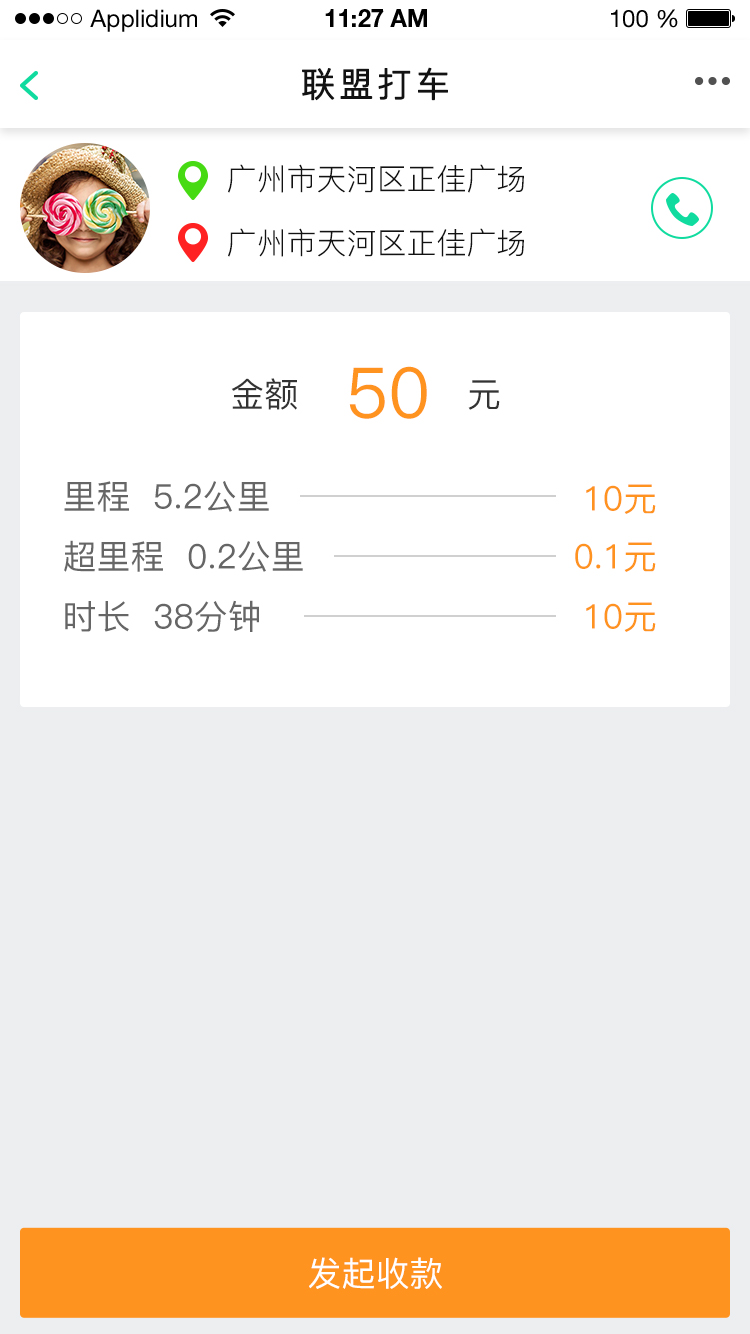 Applidium 11:27 AM 100 %
联盟打车
广州市天河区正佳广场
广州市天河区正佳广场
金额 50 元
里程 5.2公里 10元
超里程 0.2公里 0.1元
时长 38分钟 10元
发起收款